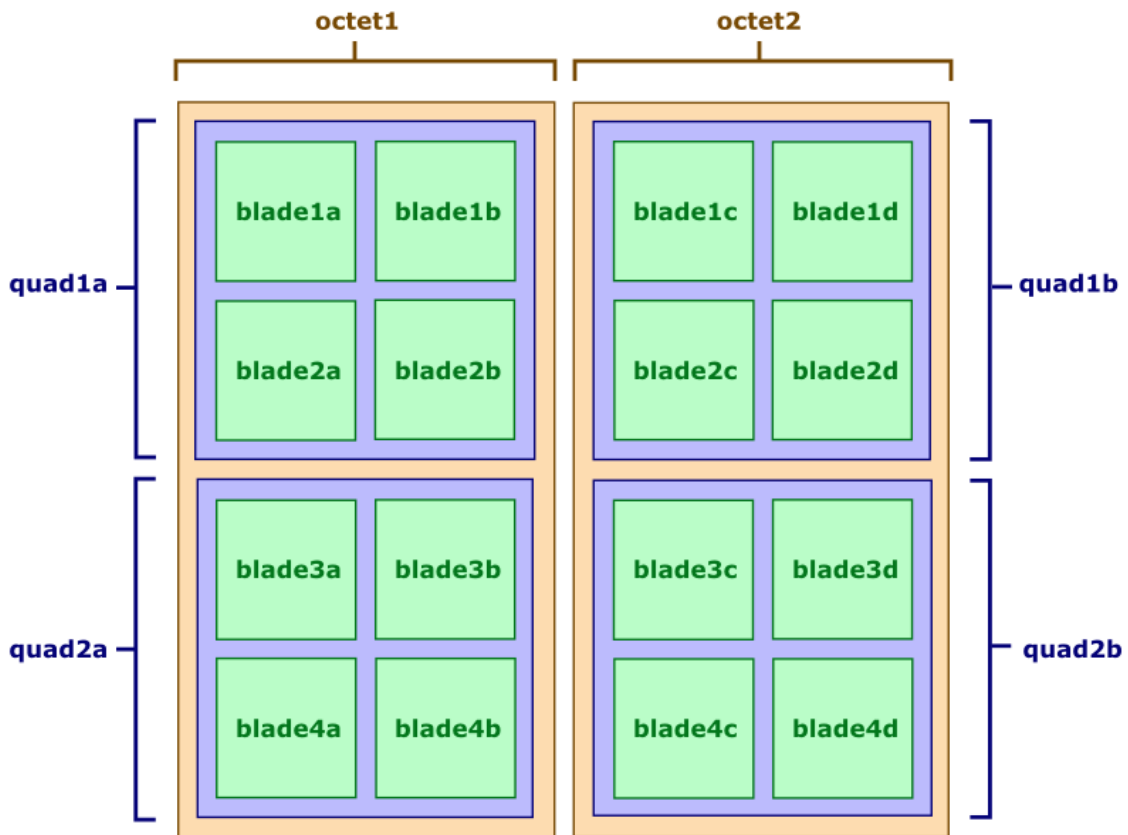 octet1 octet2
blade1a blade1b blade1c blade1d
quad1a quad1b
blade2a blade2b blade2c blade2d
blade3a blade3b blade3c blade3d
quad2a quad2b
blade4a blade4b blade4c blade4d